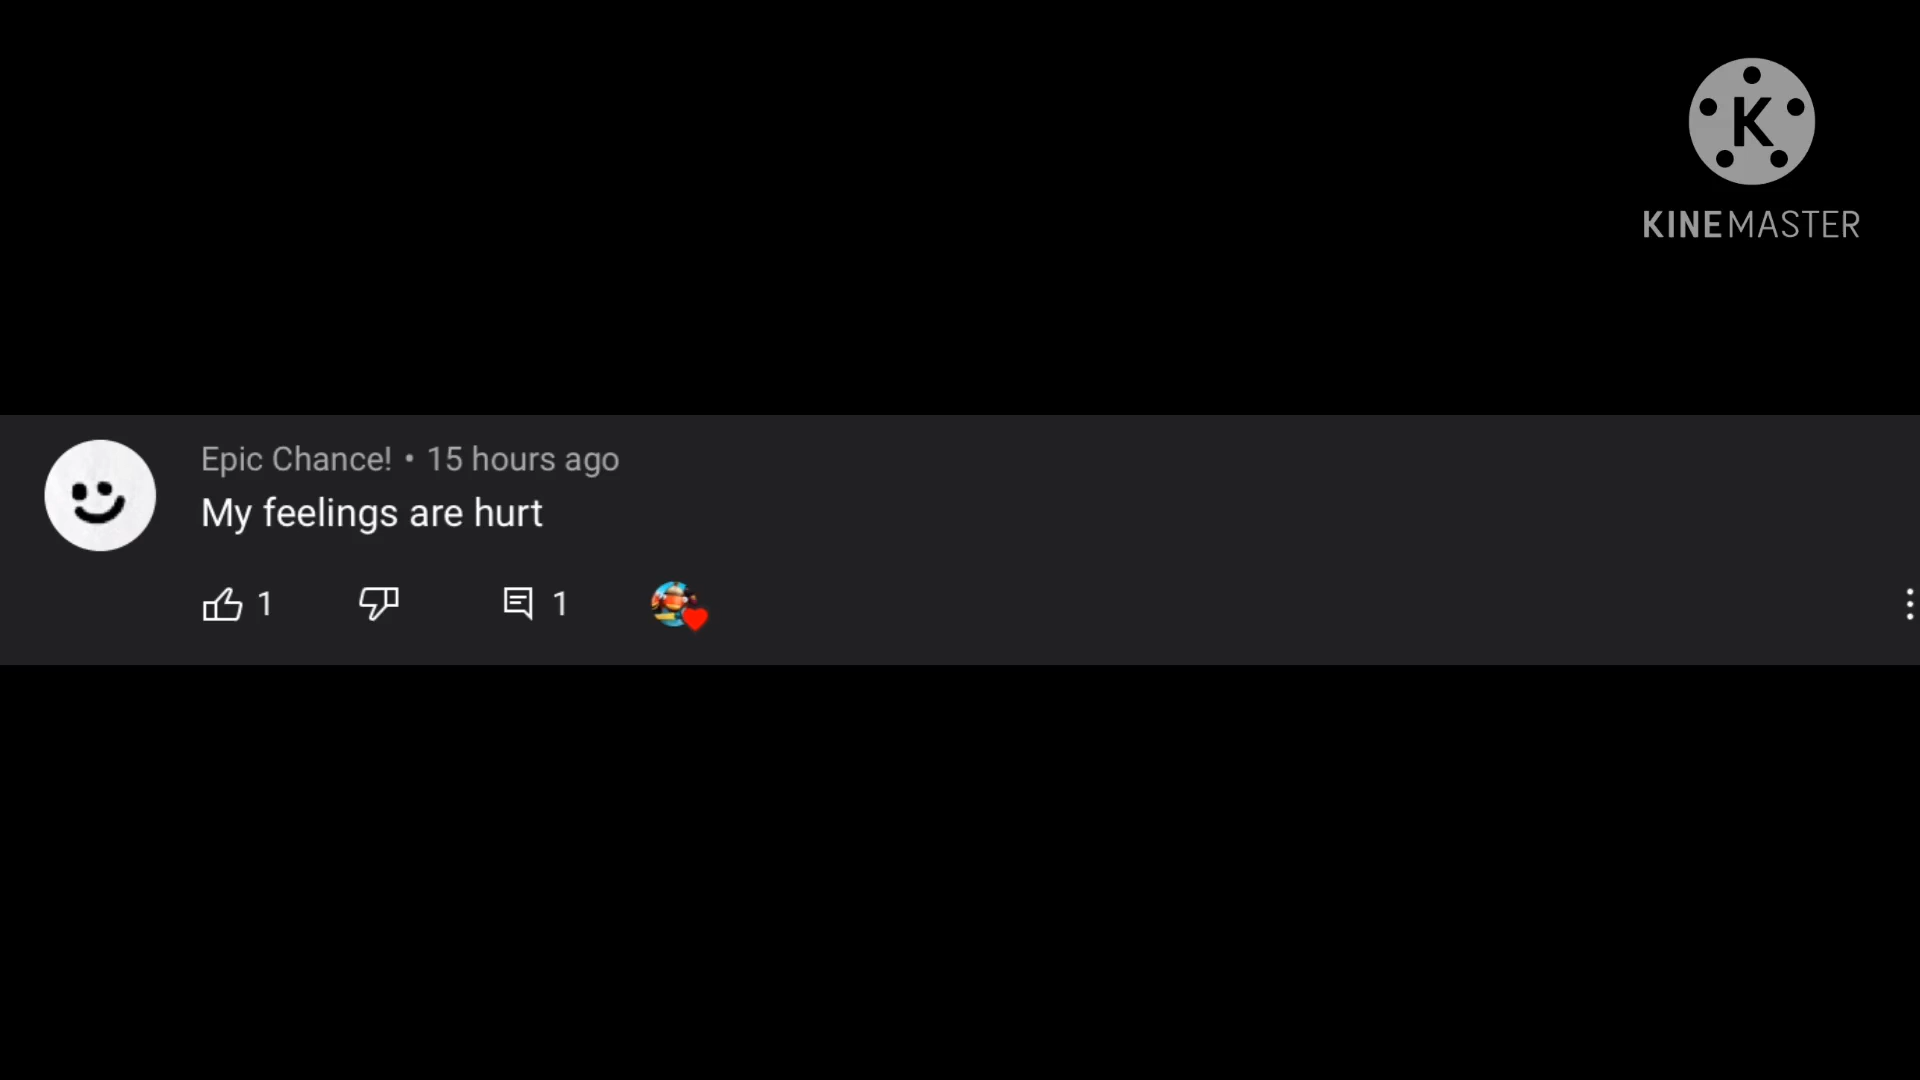 K
KINEMASTER
Epic Chance! • 15 hours ago
My feelings are hurt
1
1